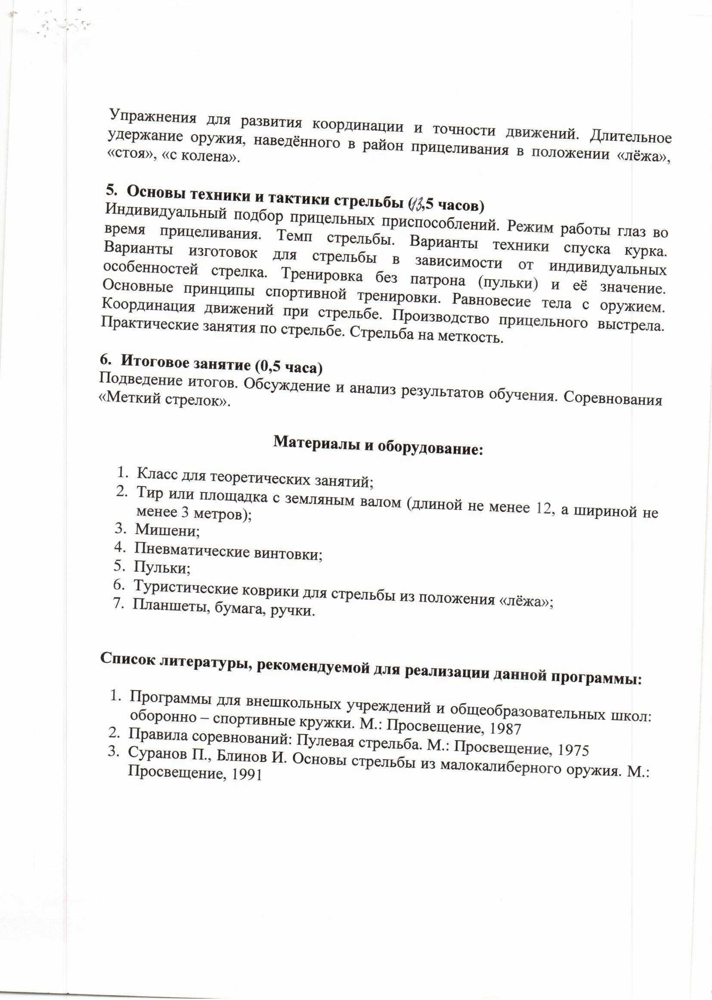 Упражнения для развития координации и точности движений. Длительное
удержание оружия, наведённого в район прицеливания в положении «лёжа»,
«стоя», «с колена».
5. Основы техники и тактики стрельбы (13,5 часов)
Индивидуальный подбор прицельных приспособлений. Режим работы глаз во
время прицеливания. Темп стрельбы. Варианты техники спуска курка.
Варианты изготовок для стрельбы в зависимости от индивидуальных
особенностей стрелка. Тренировка без патрона (пульки) и её значение.
Основные принципы спортивной тренировки. Равновесие тела с оружием.
Координация движений при стрельбе. Производство прицельного выстрела.
Практические занятия по стрельбе. Стрельба на меткость.
6. Итоговое занятие (0,5 часа)
Подведение итогов. Обсуждение и анализ результатов обучения. Соревнования
«Меткий стрелок».
Материалы и оборудование:
1. Класс для теоретических занятий;
2. Тир или площадка с земляным валом (длиной не менее 12, а шириной не
менее 3 метров);
3. Мишени;
4. Пневматические винтовки;
5. Пульки;
6. Туристические коврики для стрельбы из положения «лёжа»;
7. Планшеты, бумага, ручки.
Список литературы, рекомендуемой для реализации данной программы:
1. Программы для внешкольных учреждений и общеобразовательных школ:
оборонно – спортивные кружки. М.: Просвещение, 1987
2. Правила соревнований: Пулевая стрельба. М.: Просвещение, 1975
3. Суранов П., Блинов И. Основы стрельбы из малокалиберного оружия. М.:
Просвещение, 1991